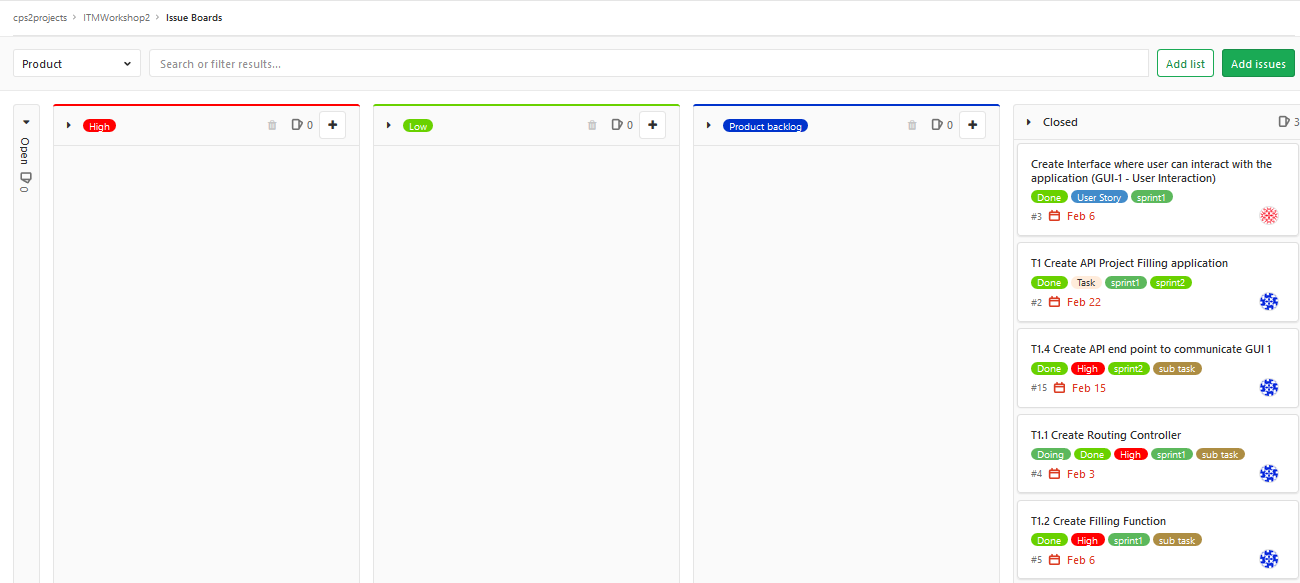 cps2projects › ITMWorkshop2 › Issue Boards
Product
Search or filter results...
Add list
Add issues
Open
0
High
0
Low
0
Product backlog
0
Closed
3
Create Interface where user can interact with the
application (GUI-1 - User Interaction)
Done User Story sprint1
#3 Feb 6
T1 Create API Project Filling application
Done Task sprint1 sprint2
#2 Feb 22
T1.4 Create API end point to communicate GUI 1
Done High sprint2 sub task
#15 Feb 15
T1.1 Create Routing Controller
Doing Done High sprint1 sub task
#4 Feb 3
T1.2 Create Filling Function
Done High sprint1 sub task
#5 Feb 6